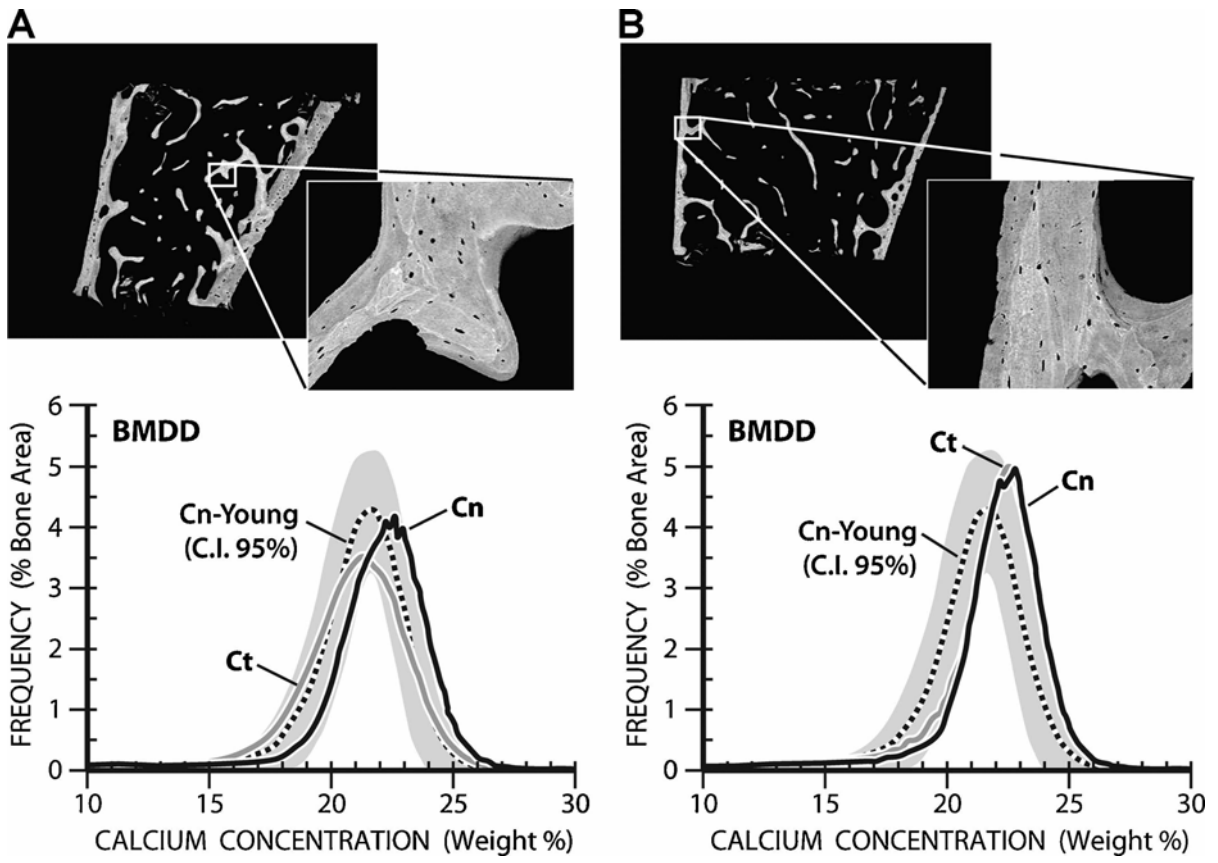 A
B
BMDD
Cn-Young
(C.I. 95%)
Cn
Ct
FREQUENCY (% Bone Area)
6
5
4
3
2
1
0
10
15
20
25
30
CALCIUM CONCENTRATION (Weight %)
BMDD
Ct
Cn
Cn-Young
(C.I. 95%)
FREQUENCY (% Bone Area)
6
5
4
3
2
1
0
10
15
20
25
30
CALCIUM CONCENTRATION (Weight %)